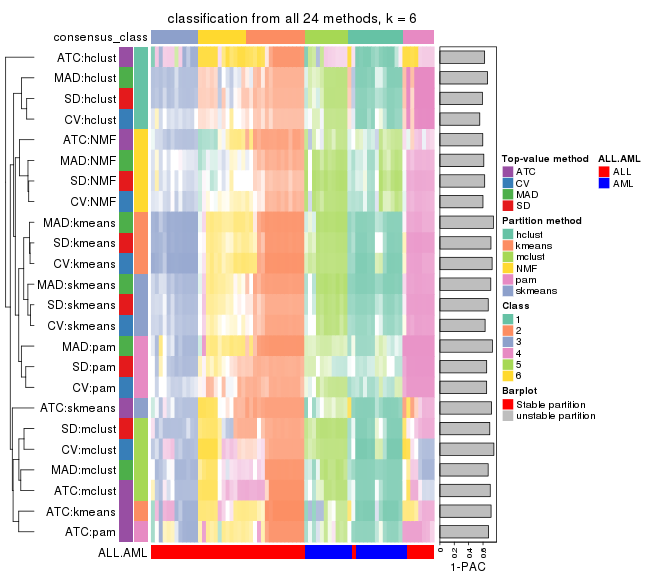 classification from all 24 methods, k = 6
consensus_class
ATC:hclust
MAD:hclust
SD:hclust
CV:hclust
ATC:NMF
MAD:NMF
SD:NMF
CV:NMF
MAD:kmeans
SD:kmeans
CV:kmeans
MAD:skmeans
SD:skmeans
CV:skmeans
MAD:pam
SD:pam
CV:pam
ATC:skmeans
SD:mclust
CV:mclust
MAD:mclust
ATC:mclust
ATC:kmeans
ATC:pam
ALL.AML
0 0.2 0.4 0.6
1-PAC
Top-value method
ATC
CV
MAD
SD
Partition method
hclust
kmeans
mclust
NMF
pam
skmeans
Class
1
2
3
4
5
6
Barplot
Stable partition
unstable partition
ALL.AML
ALL
AML